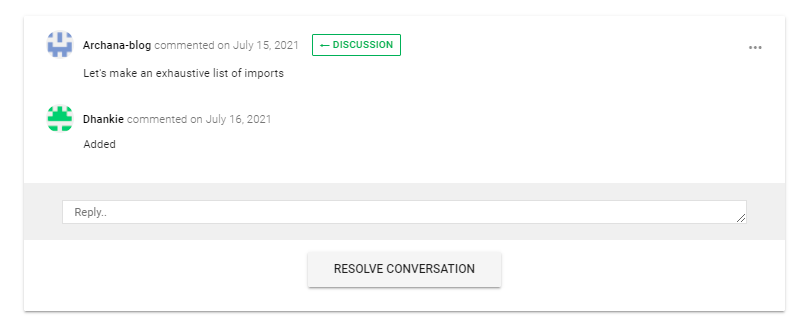 Archana-blog commented on July 15, 2021 ← DISCUSSION
Let's make an exhaustive list of imports
Dhankie commented on July 16, 2021
Added
Reply..
RESOLVE CONVERSATION